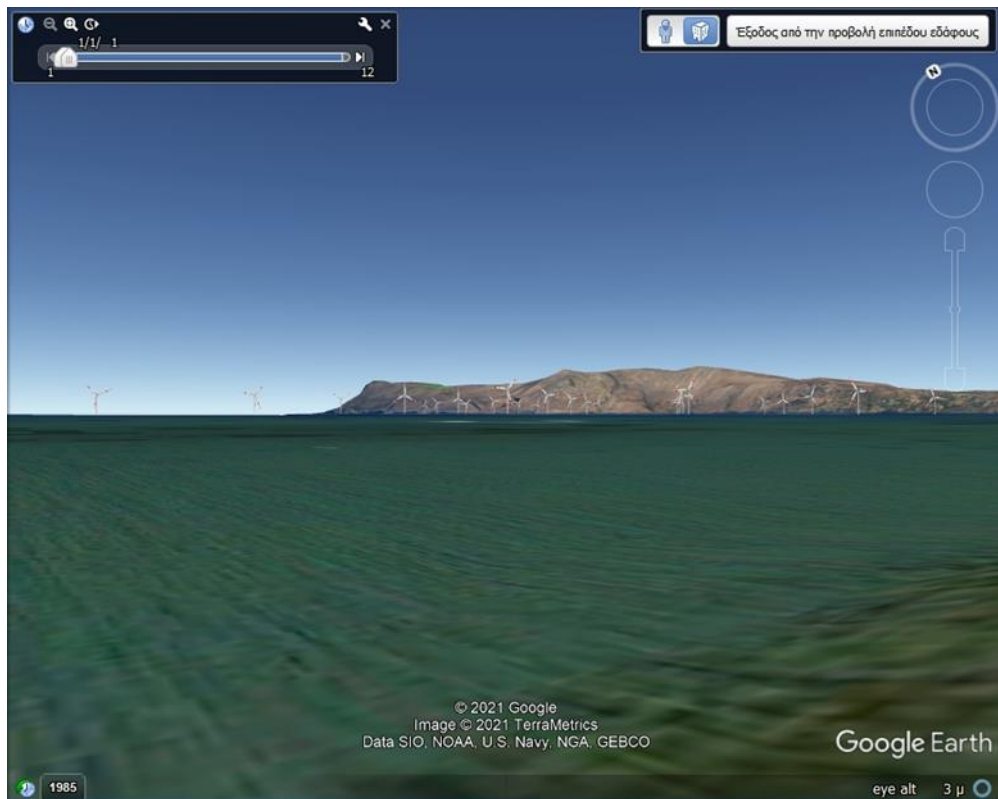 1/1/ 1
1
12
Έξοδος από την προβολή επιπέδου εδάφους
N
© 2021 Google
Image © 2021 TerraMetrics
Data SIO, NOAA, U.S. Navy, NGA, GEBCO
Google Earth
1985
eye alt 3 μ